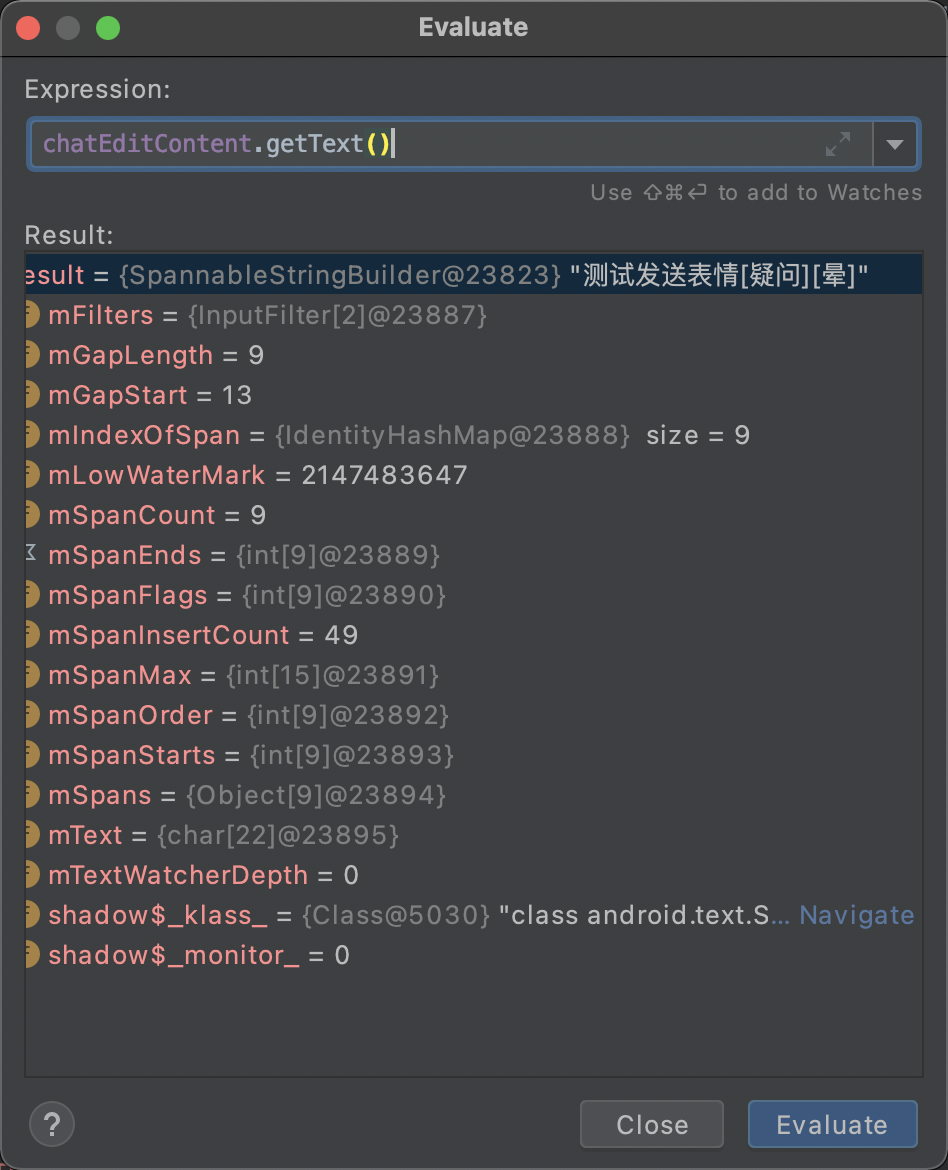 Evaluate
Expression:
chatEditContent.getText()
Use ⇧⌘⏎ to add to Watches
Result:
esult = {SpannableStringBuilder@23823} "测试发送表情[疑问][晕]"
mFilters = {InputFilter[2]@23887}
mGapLength = 9
mGapStart = 13
mIndexOfSpan = {IdentityHashMap@23888} size = 9
mLowWaterMark = 2147483647
mSpanCount = 9
mSpanEnds = {int[9]@23889}
mSpanFlags = {int[9]@23890}
mSpanInsertCount = 49
mSpanMax = {int[15]@23891}
mSpanOrder = {int[9]@23892}
mSpanStarts = {int[9]@23893}
mSpans = {Object[9]@23894}
mText = {char[22]@23895}
mTextWatcherDepth = 0
shadow$_klass_ = {Class@5030} "class android.text.S... Navigate
shadow$_monitor_ = 0
? Close Evaluate